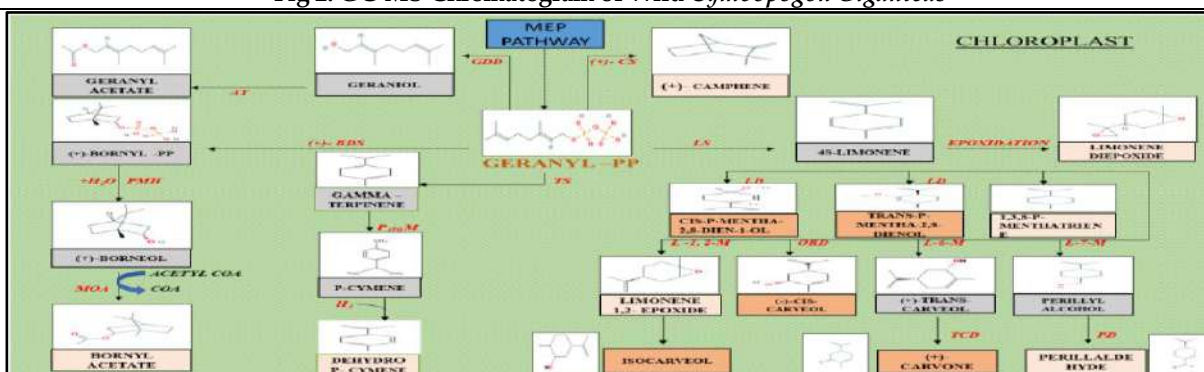 Fig 2. GC-MS Chromatogram of Wild Cymbopogon Giganteus
MEP
PATHWAY
CHLOROPLAST
GERANYL
ACETATE
AT
GERANIOL
GDD
(+)- CS
(+)- CAMPHENE
(+)-BORNYL -PP
(+)- BDS
GERANYL -PP
LS
4S-LIMONENE
EPOXIDATION
LIMONENE
DIEPOXIDE
+H2O PMH
GAMMA -
TERPINENE
TS
LD
LD
CIS-P-MENTHA-
2,8-DIEN-1-OL
TRANS-P-
MENTHA-2,8-
DIENOL
1,3,8-P-
MENTHATRIEN
E
(+)-BORNEOL
P450M
L -1, 2-M
ORD
L-6-M
L-7-M
MOA
ACETYL COA
COA
P-CYMENE
LIMONENE
1,2- EPOXIDE
(-)-CIS-
CARVEOL
(+)-TRANS-
CARVEOL
PERILLYL
ALCOHOL
H2
TCD
PD
BORNYL
ACETATE
DEHYDRO
P- CYMENE
ISOCARVEOL
(+)-
CARVONE
PERILLALDE
HYDE